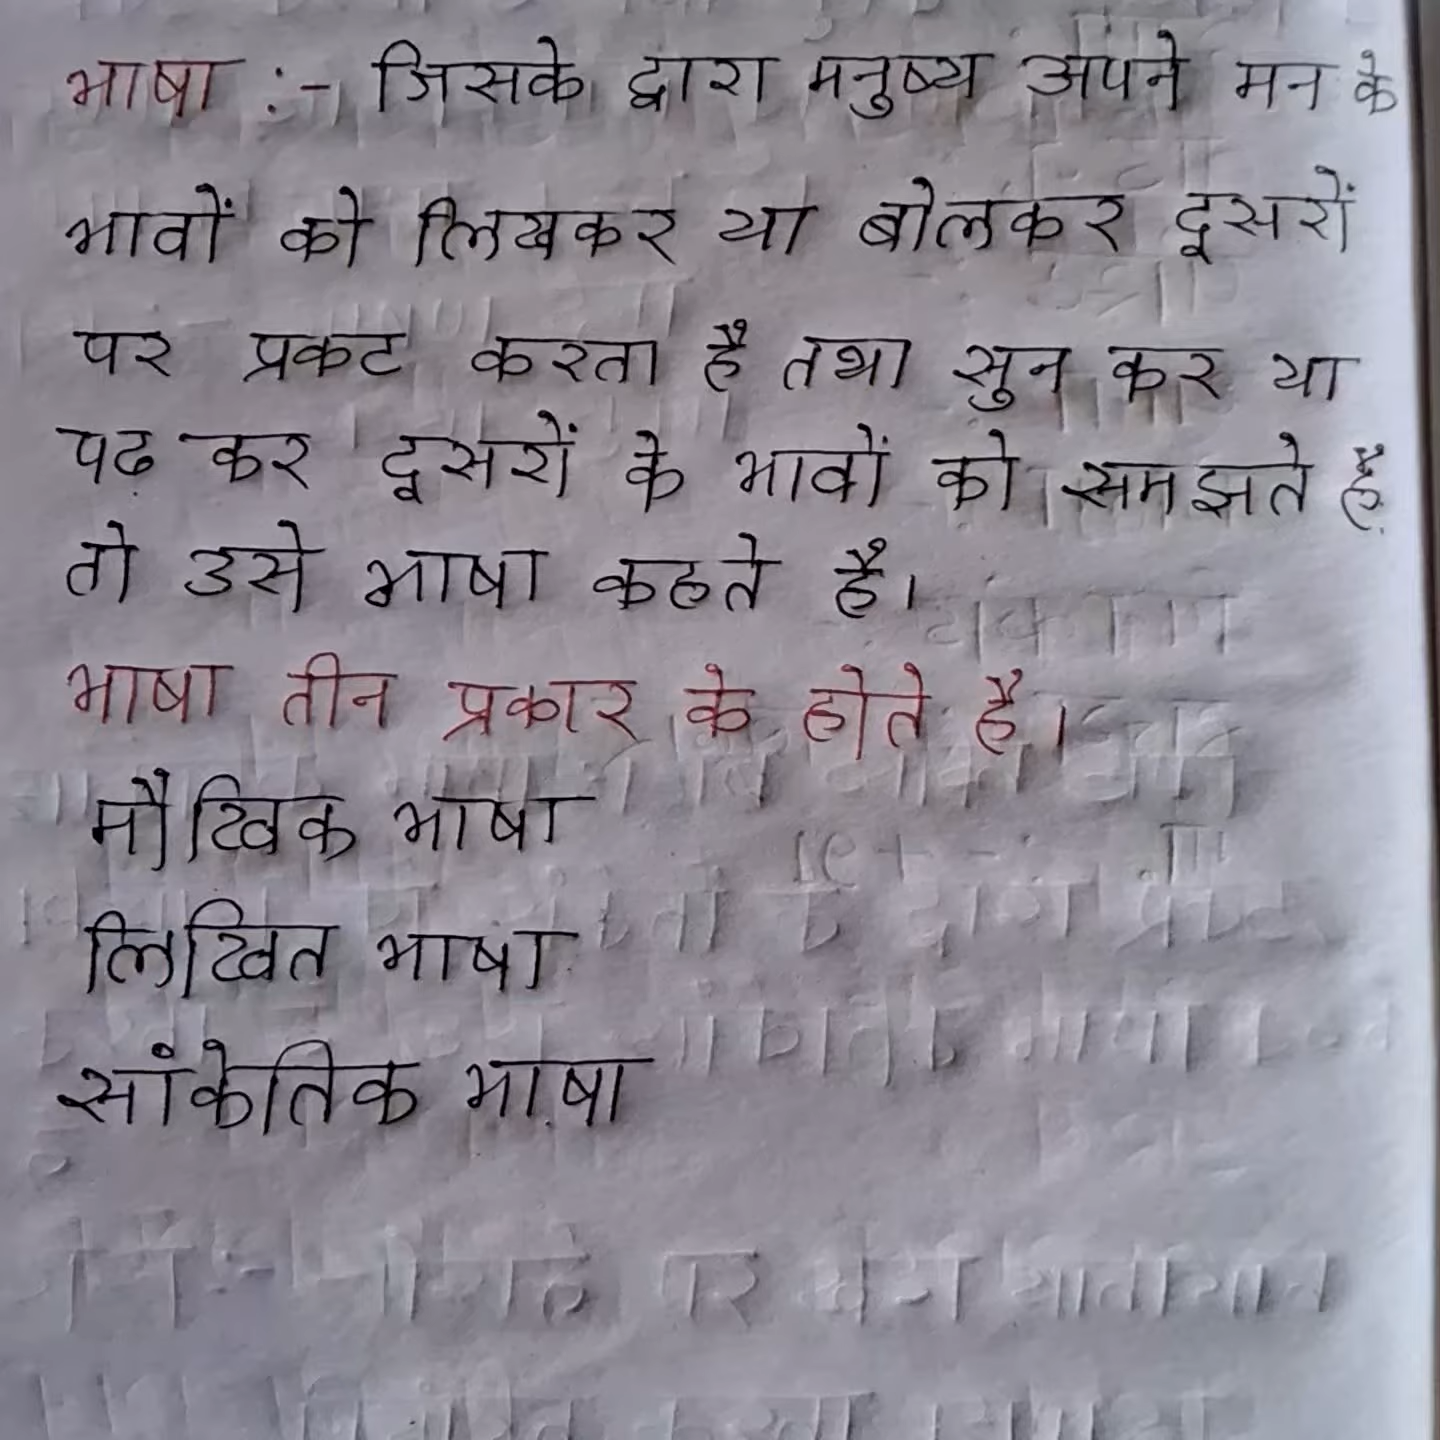 भाषा :- जिसके द्वारा मनुष्य अपने मन के
भावों को लिखकर या बोलकर दूसरों
पर प्रकट करता है तथा सुन कर या
पढ़ कर दूसरों के भावों को समझते है
तो उसे भाषा कहते है।
भाषा तीन प्रकार के होते है।
मौखिक भाषा
लिखित भाषा
सांकेतिक भाषा